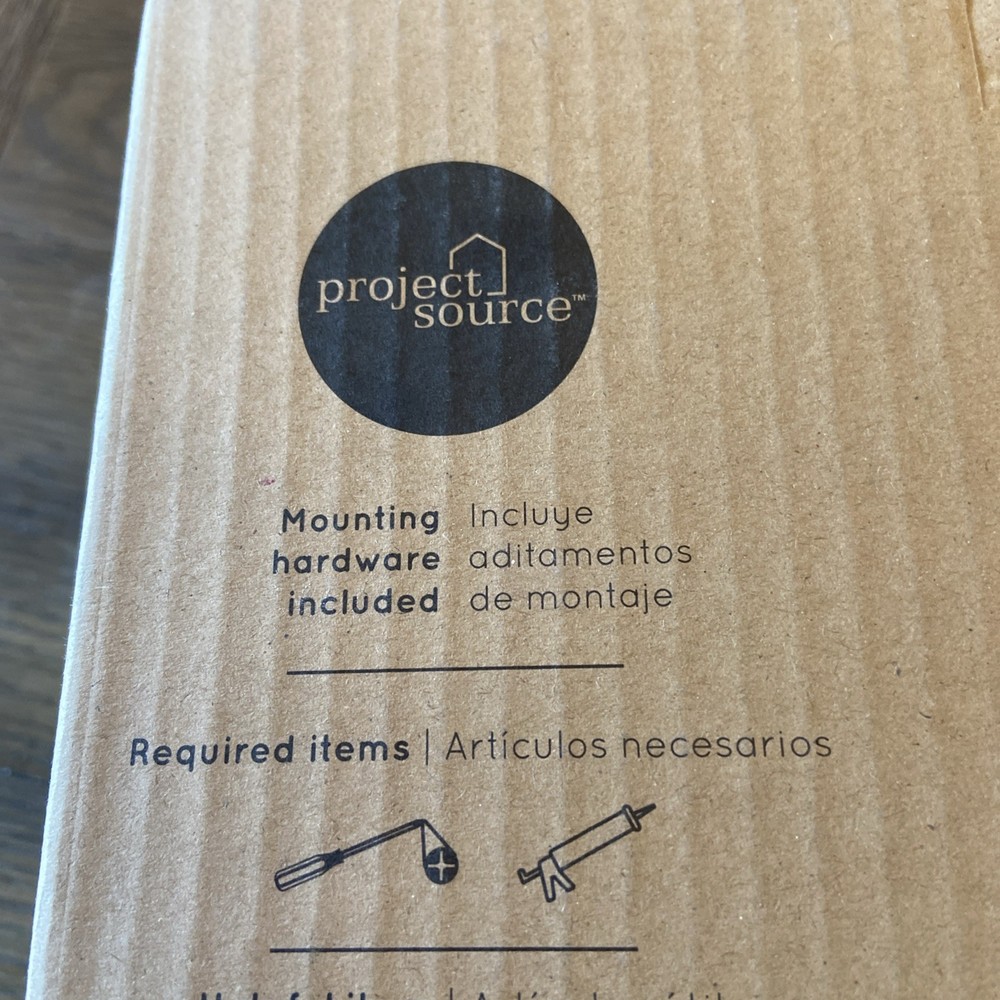 project
source™
Mounting
hardware
included
Incluye
aditamentos
de montaje
Required items | Artículos necesarios